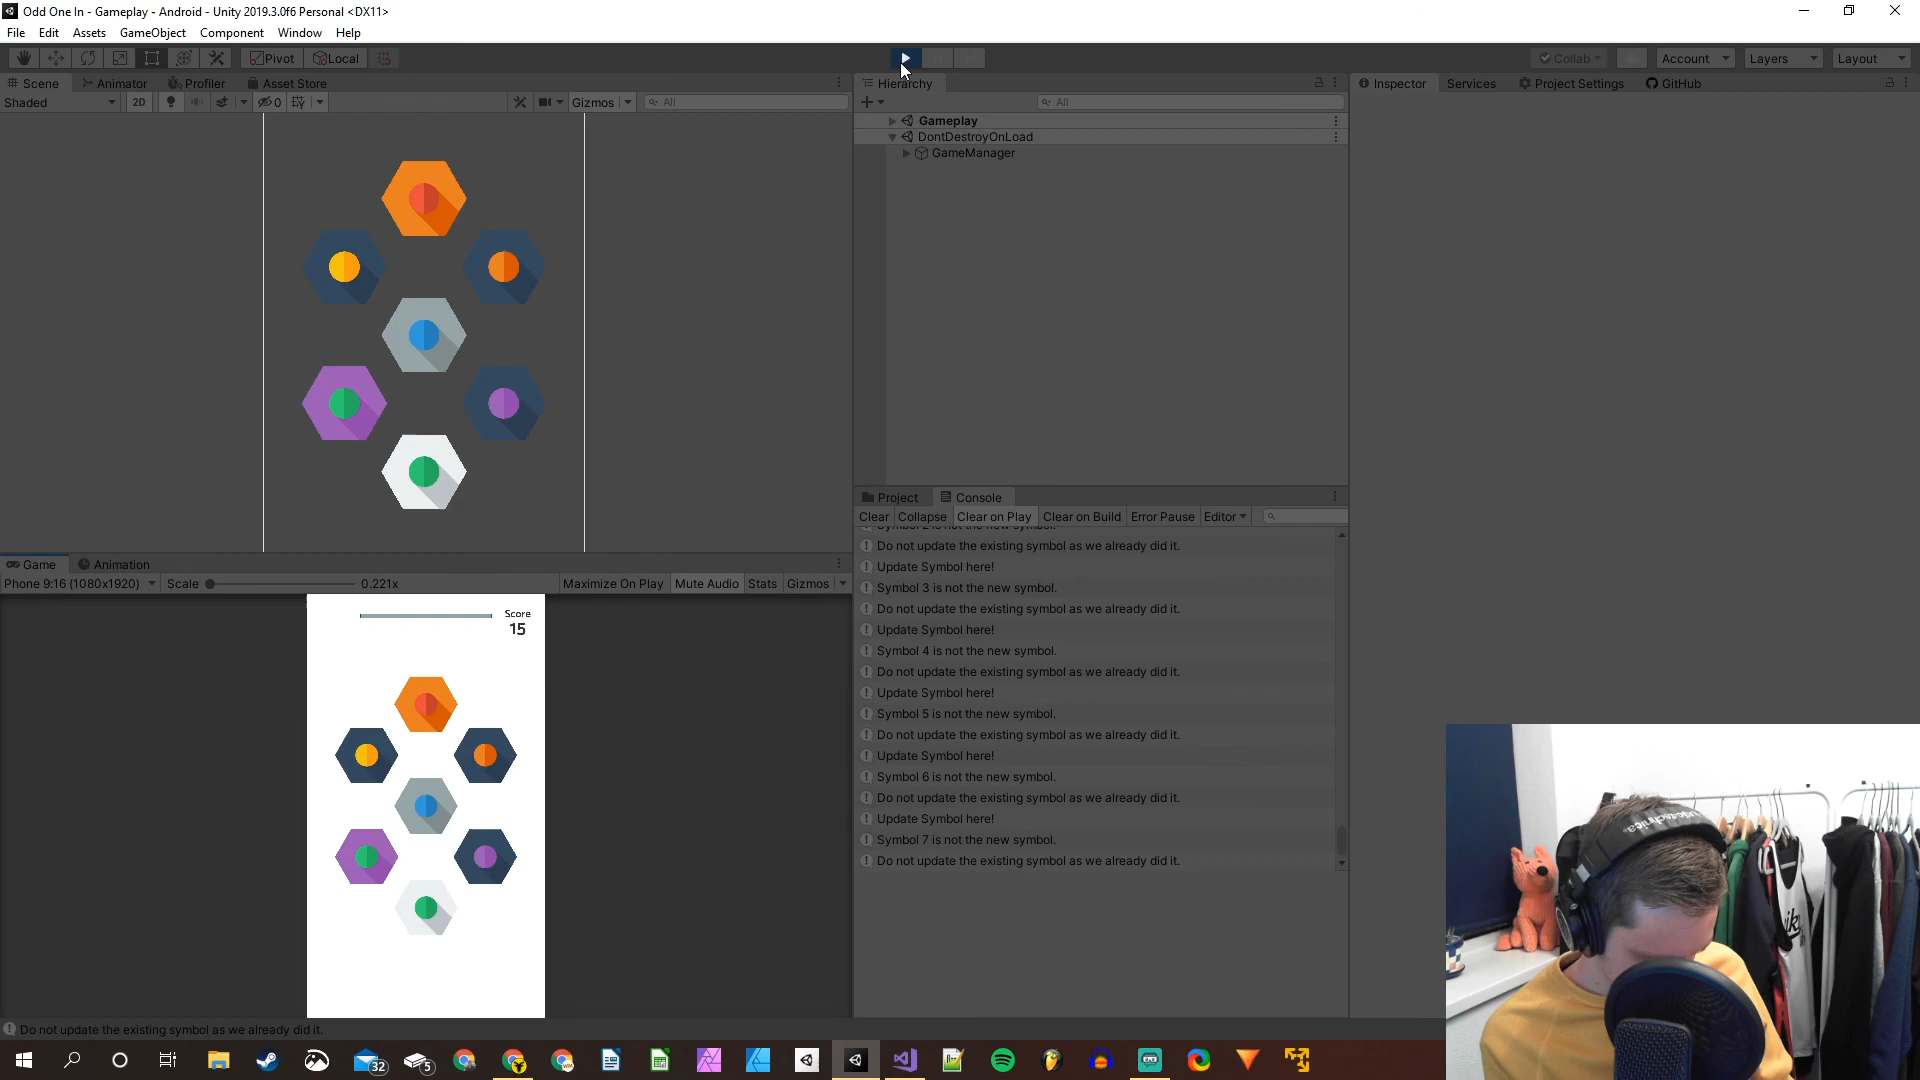 Odd One In - Gameplay - Android - Unity 2019.3.0f6 Personal <DX11>
File Edit Assets GameObject Component Window Help
Pivot Local Collab Account Layers Layout
Scene Animator Profiler Asset Store
Shaded 2D 0 Gizmos All
Hierarchy
All
Gameplay
DontDestroyOnLoad
GameManager
Inspector Services Project Settings GitHub
Project Console
Clear Collapse Clear on Play Clear on Build Error Pause Editor
Do not update the existing symbol as we already did it.
Update Symbol here!
Symbol 3 is not the new symbol.
Do not update the existing symbol as we already did it.
Update Symbol here!
Symbol 4 is not the new symbol.
Do not update the existing symbol as we already did it.
Update Symbol here!
Symbol 5 is not the new symbol.
Do not update the existing symbol as we already did it.
Update Symbol here!
Symbol 6 is not the new symbol.
Do not update the existing symbol as we already did it.
Update Symbol here!
Symbol 7 is not the new symbol.
Do not update the existing symbol as we already did it.
Game Animation
Phone 9:16 (1080x1920) Scale 0.221x Maximize On Play Mute Audio Stats Gizmos
Score
15
Do not update the existing symbol as we already did it.
32
5